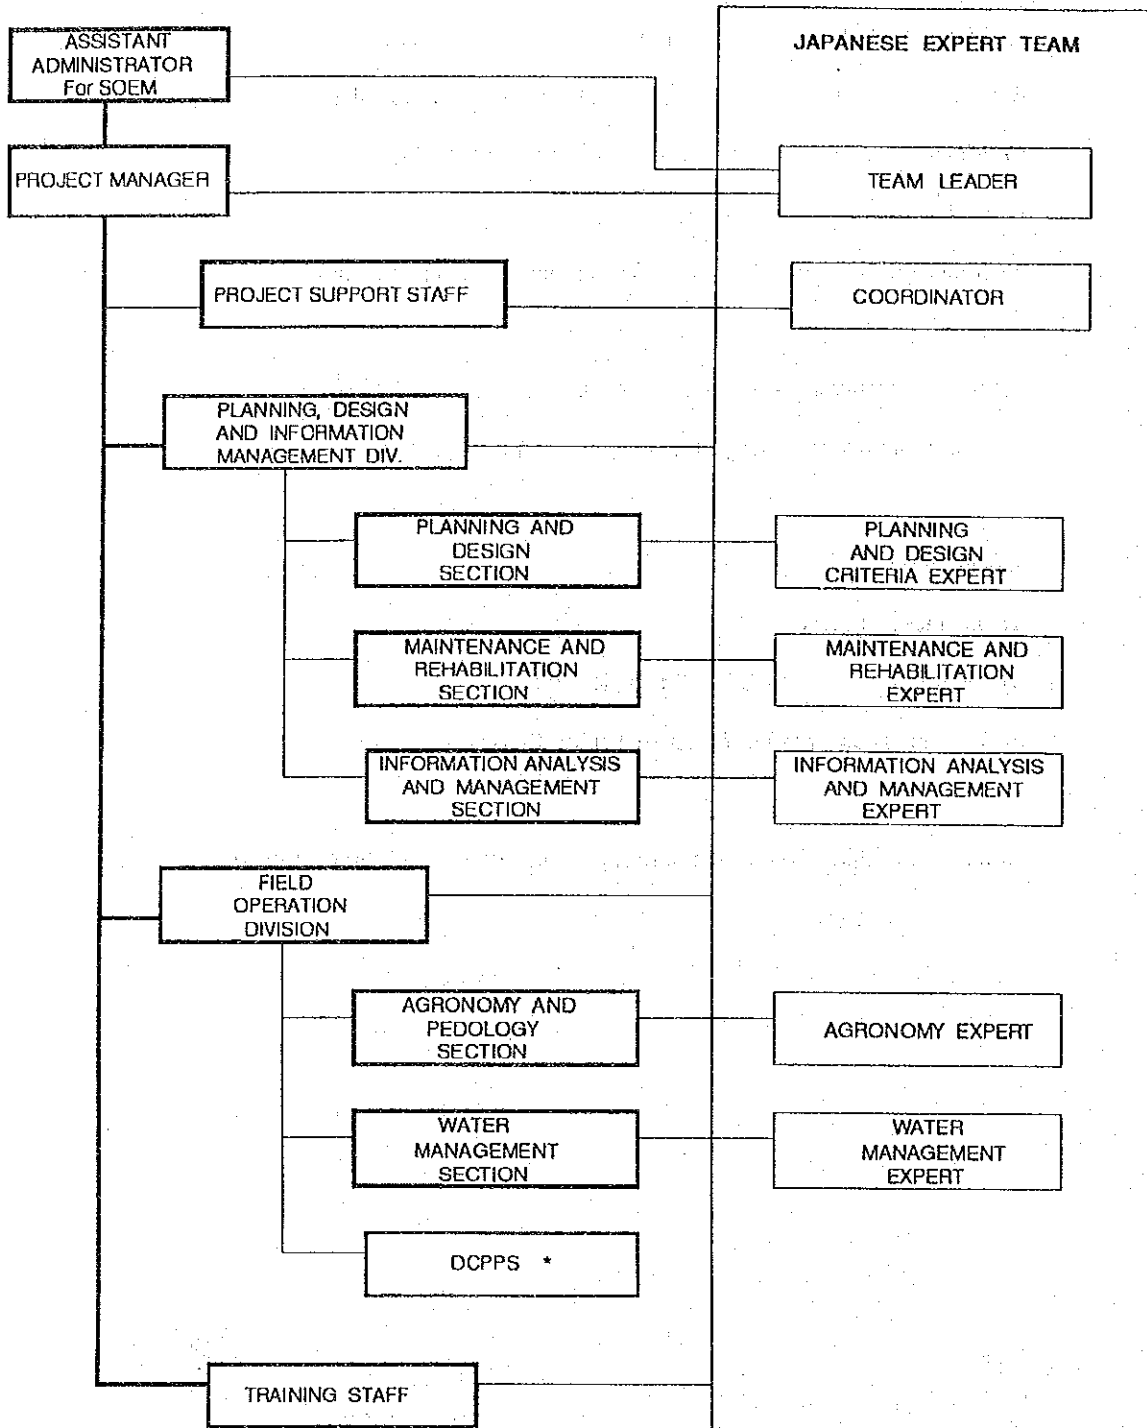 ASSISTANT
ADMINISTRATOR
For SOEM
JAPANESE EXPERT TEAM
PROJECT MANAGER
TEAM LEADER
PROJECT SUPPORT STAFF
COORDINATOR
PLANNING, DESIGN
AND INFORMATION
MANAGEMENT DIV.
PLANNING AND
DESIGN
SECTION
PLANNING
AND DESIGN
CRITERIA EXPERT
MAINTENANCE AND
REHABILITATION
SECTION
MAINTENANCE AND
REHABILITATION
EXPERT
INFORMATION ANALYSIS
AND MANAGEMENT
SECTION
INFORMATION ANALYSIS
AND MANAGEMENT
EXPERT
FIELD
OPERATION
DIVISION
AGRONOMY AND
PEDOLOGY
SECTION
AGRONOMY EXPERT
WATER
MANAGEMENT
SECTION
WATER
MANAGEMENT
EXPERT
DCPPS *
TRAINING STAFF